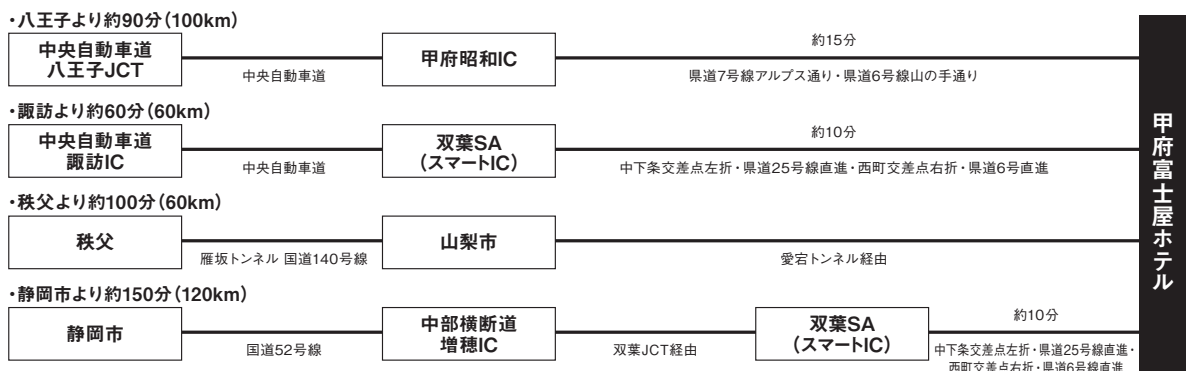 ・八王子より約90分(100km)
中央自動車道
八王子JCT
中央自動車道
甲府昭和IC
約15分
県道7号線アルプス通り・県道6号線山の手通り
・諏訪より約60分(60km)
中央自動車道
諏訪IC
中央自動車道
双葉SA
(スマートIC)
約10分
中下条交差点左折・県道25号線直進・西町交差点右折・県道6号直進
・秩父より約100分(60km)
秩父
雁坂トンネル 国道140号線
山梨市
愛宕トンネル経由
・静岡市より約150分(120km)
静岡市
国道52号線
中部横断道
増穂IC
双葉JCT経由
双葉SA
(スマートIC)
約10分
中下条交差点左折・県道25号線直進・
西町交差点右折・県道6号線直進
甲府富士屋ホテル